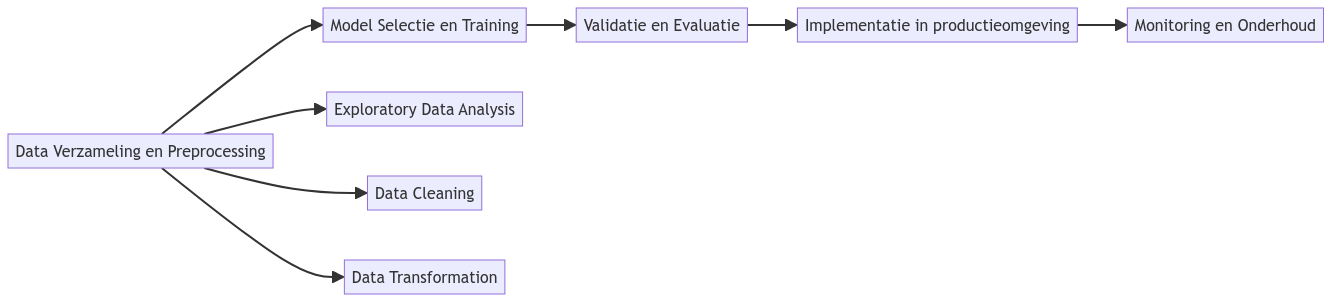 Model Selectie en Training
Validatie en Evaluatie
Implementatie in productieomgeving
Monitoring en Onderhoud
Exploratory Data Analysis
Data Verzameling en Preprocessing
Data Cleaning
Data Transformation